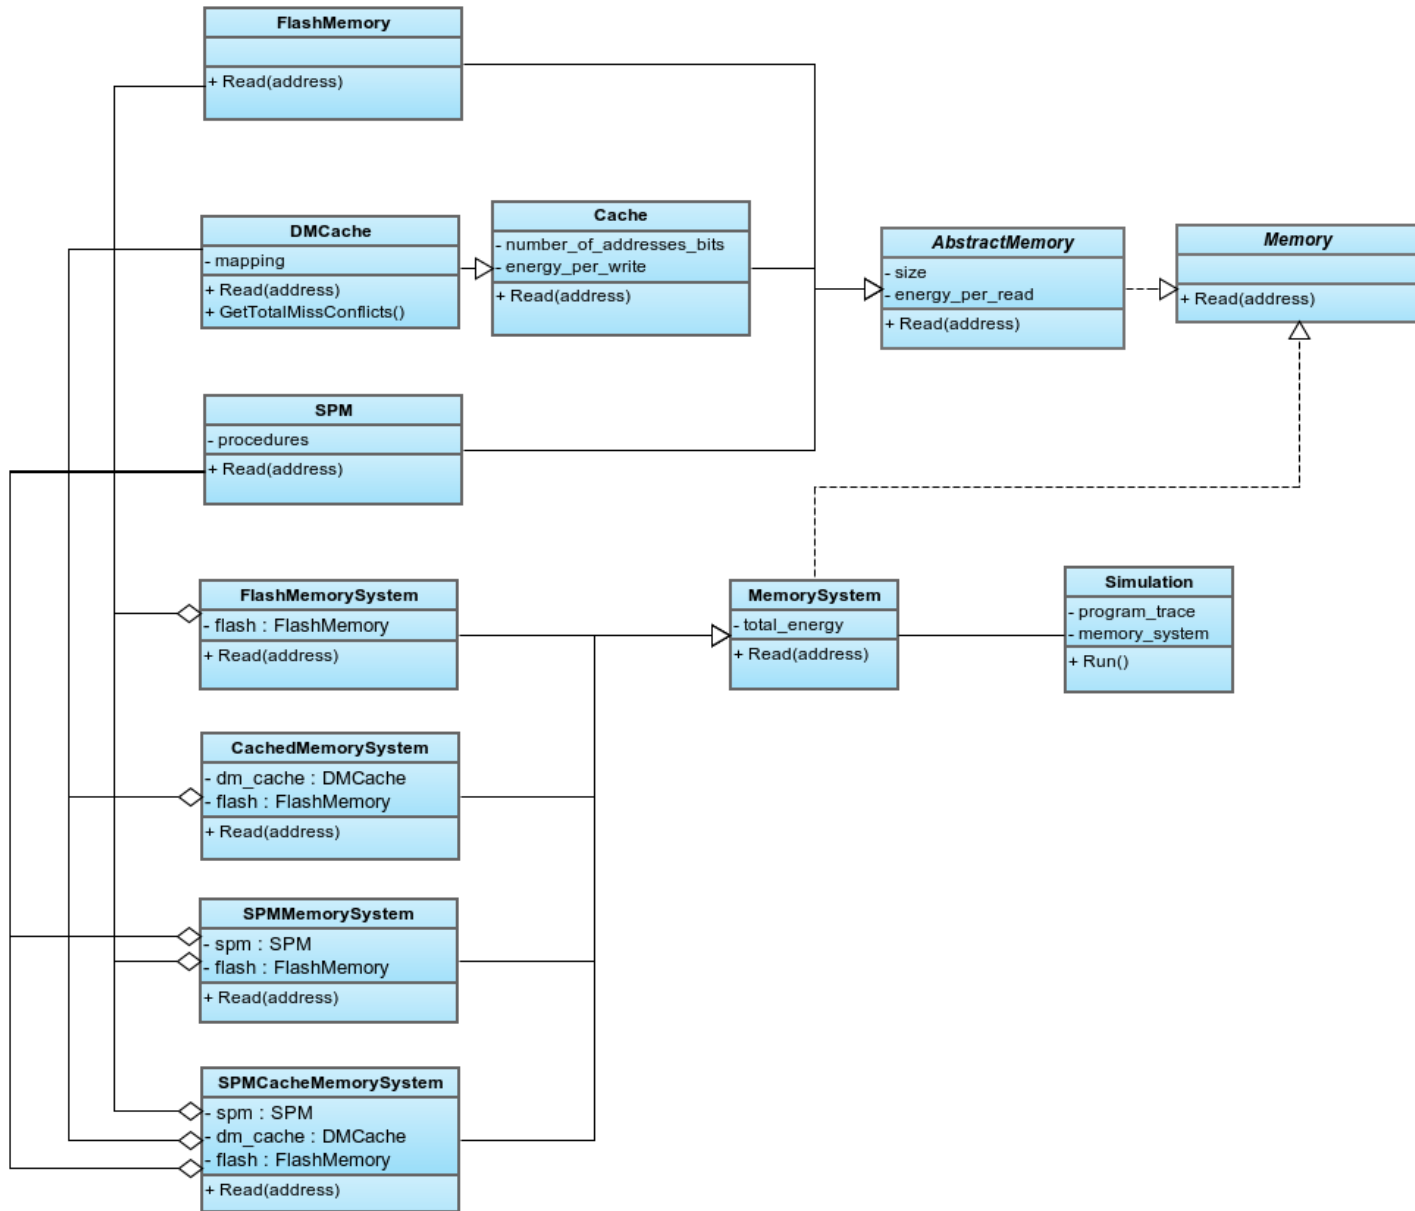 FlashMemory
+ Read(address)
DMCache
- mapping
+ Read(address)
+ GetTotalMissConflicts()
Cache
- number_of_addresses_bits
- energy_per_write
+ Read(address)
AbstractMemory
- size
- energy_per_read
+ Read(address)
Memory
+ Read(address)
SPM
- procedures
+ Read(address)
FlashMemorySystem
- flash : FlashMemory
+ Read(address)
MemorySystem
- total_energy
+ Read(address)
Simulation
- program_trace
- memory_system
+ Run()
CachedMemorySystem
- dm_cache : DMCache
- flash : FlashMemory
+ Read(address)
SPMMemorySystem
- spm : SPM
- flash : FlashMemory
+ Read(address)
SPMCacheMemorySystem
- spm : SPM
- dm_cache : DMCache
- flash : FlashMemory
+ Read(address)